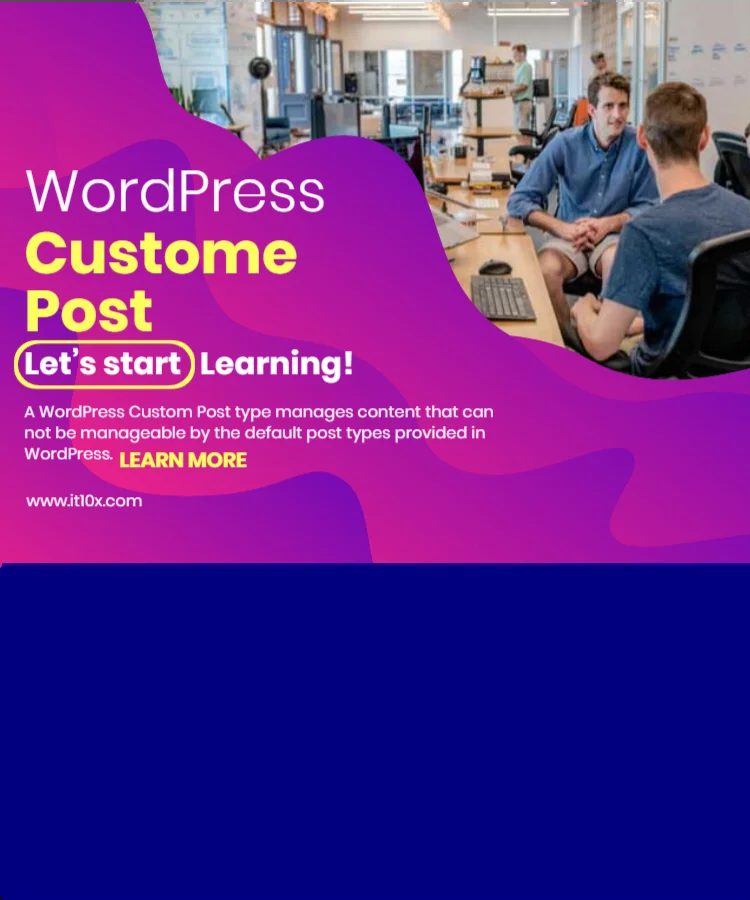 WordPress
Custome
Post
Let's start Learning!
A WordPress Custom Post type manages content that can
not be manageable by the default post types provided in
WordPress. LEARN MORE
www.it10x.com